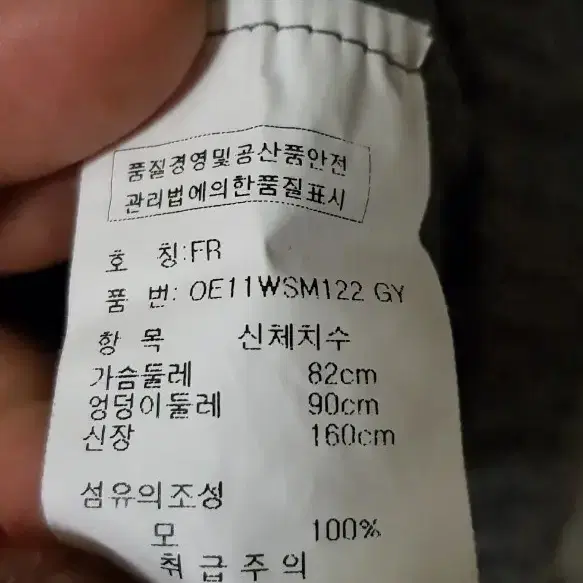 품질경영및공산품안전
관리법에의한품질표시
호 칭:FR
품 번: OE11WSM122 GY
항 목 신체치수
가슴둘레 82cm
엉덩이둘레 90cm
신장 160cm
섬유의조성
모 100%
취급주의